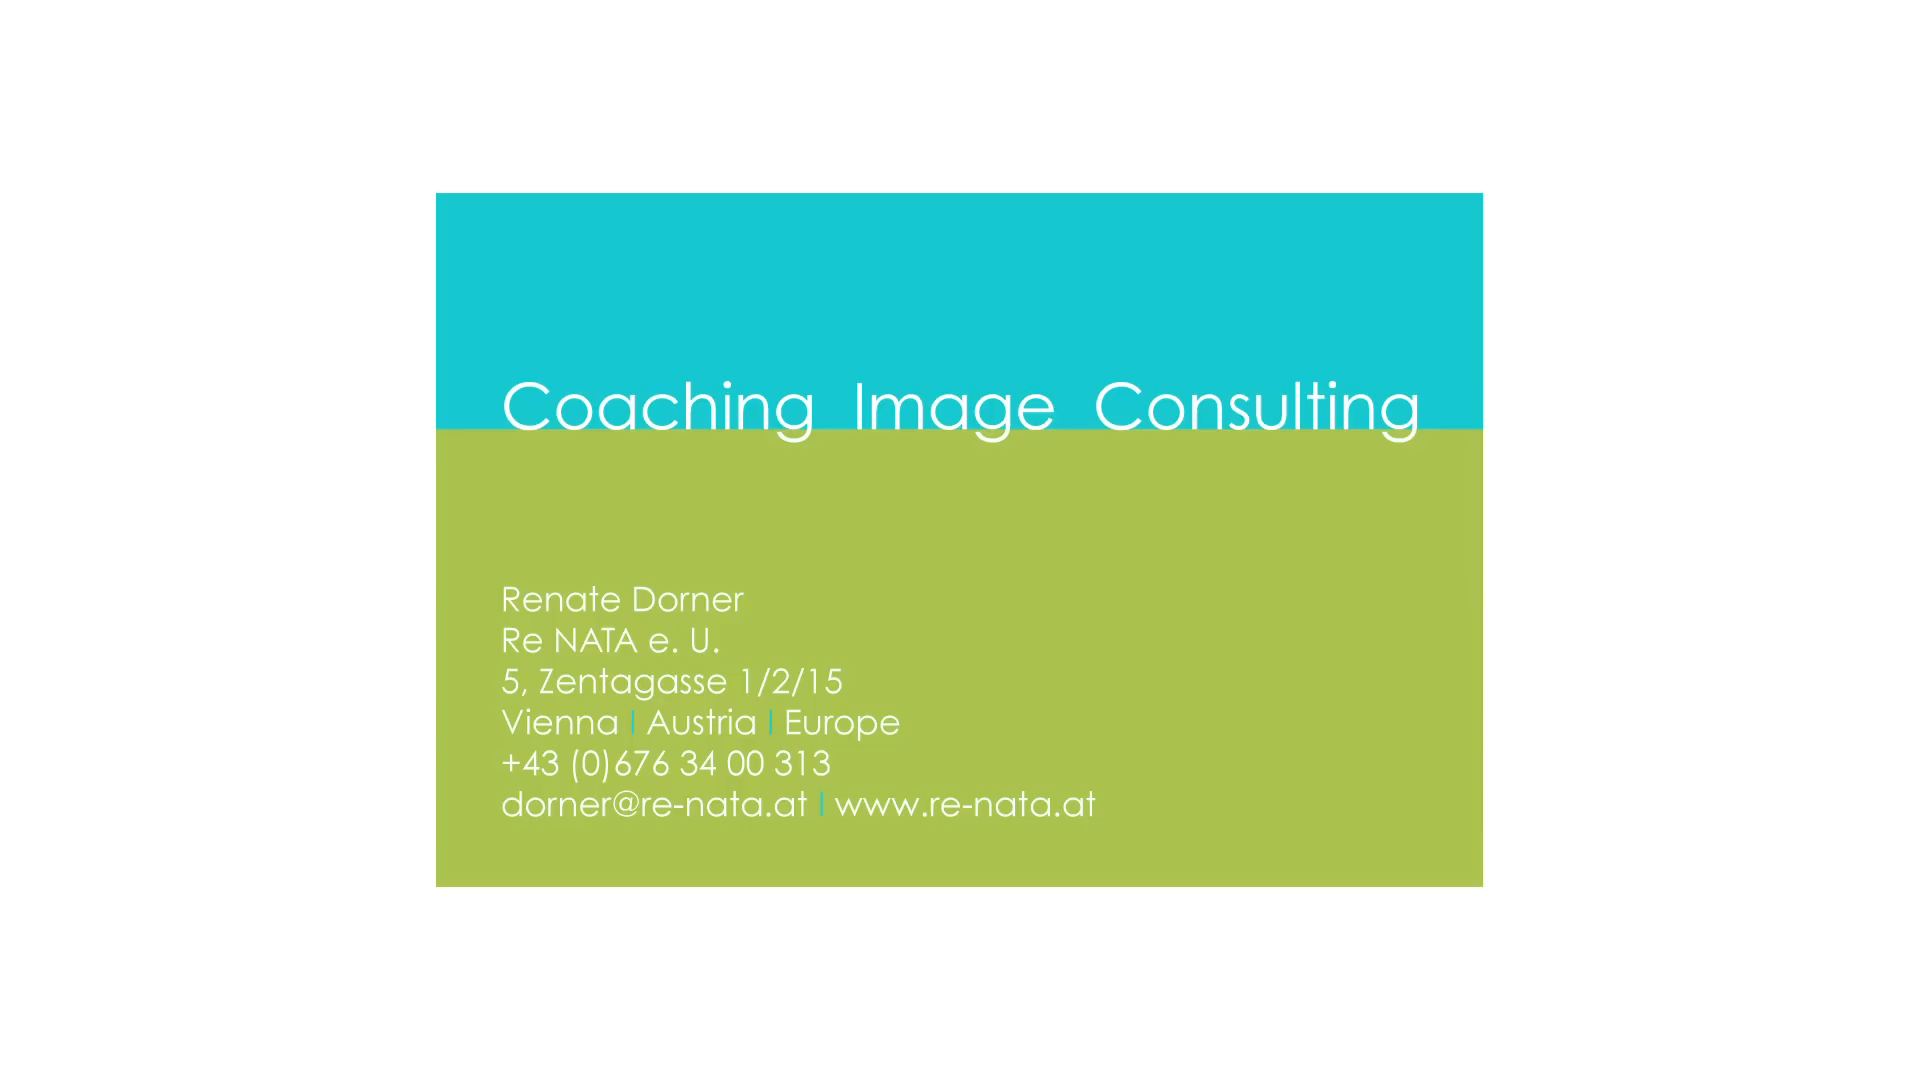 Coaching Image Consulting
Renate Dorner
Re NATA e. U.
5, Zentagasse 1/2/15
Vienna | Austria | Europe
+43 (0)676 34 00 313
dorner@re-nata.at | www.re-nata.at